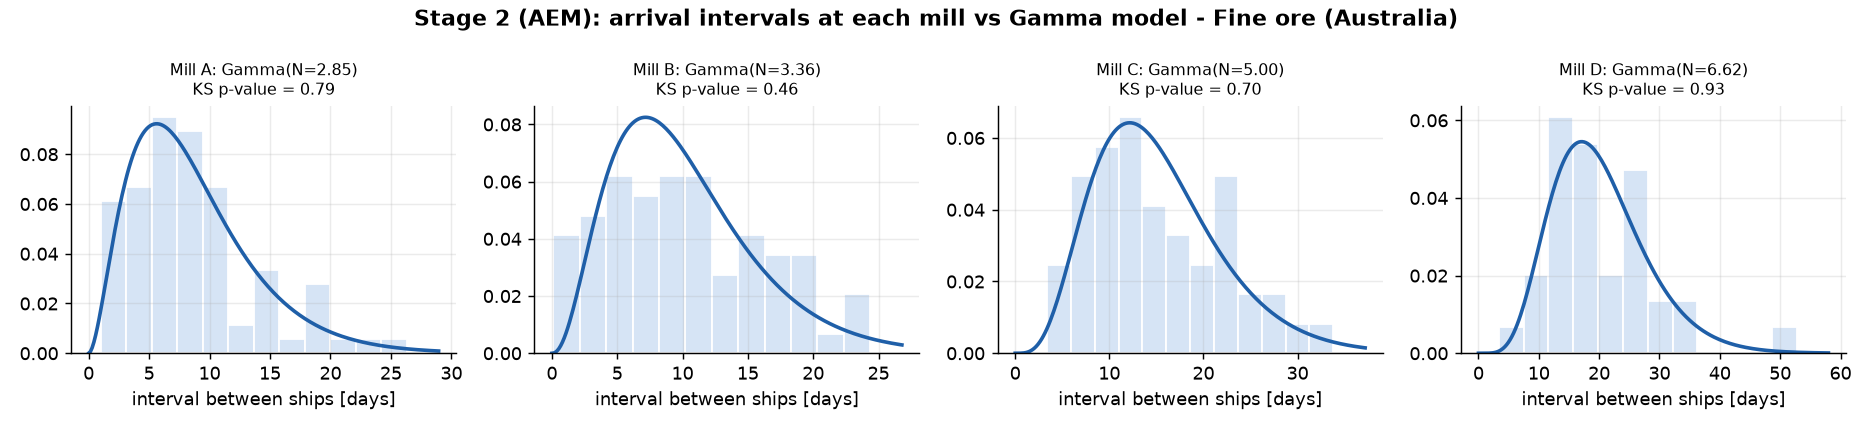 Stage 2 (AEM): arrival intervals at each mill vs Gamma model - Fine ore (Australia)
Mill A: Gamma(N=2.85)
KS p-value = 0.79
0.08
0.06
0.04
0.02
0.00
0 5 10 15 20 25 30
interval between ships [days]
Mill B: Gamma(N=3.36)
KS p-value = 0.46
0.08
0.06
0.04
0.02
0.00
0 5 10 15 20 25
interval between ships [days]
Mill C: Gamma(N=5.00)
KS p-value = 0.70
0.06
0.04
0.02
0.00
0 10 20 30
interval between ships [days]
Mill D: Gamma(N=6.62)
KS p-value = 0.93
0.06
0.04
0.02
0.00
0 10 20 30 40 50 60
interval between ships [days]